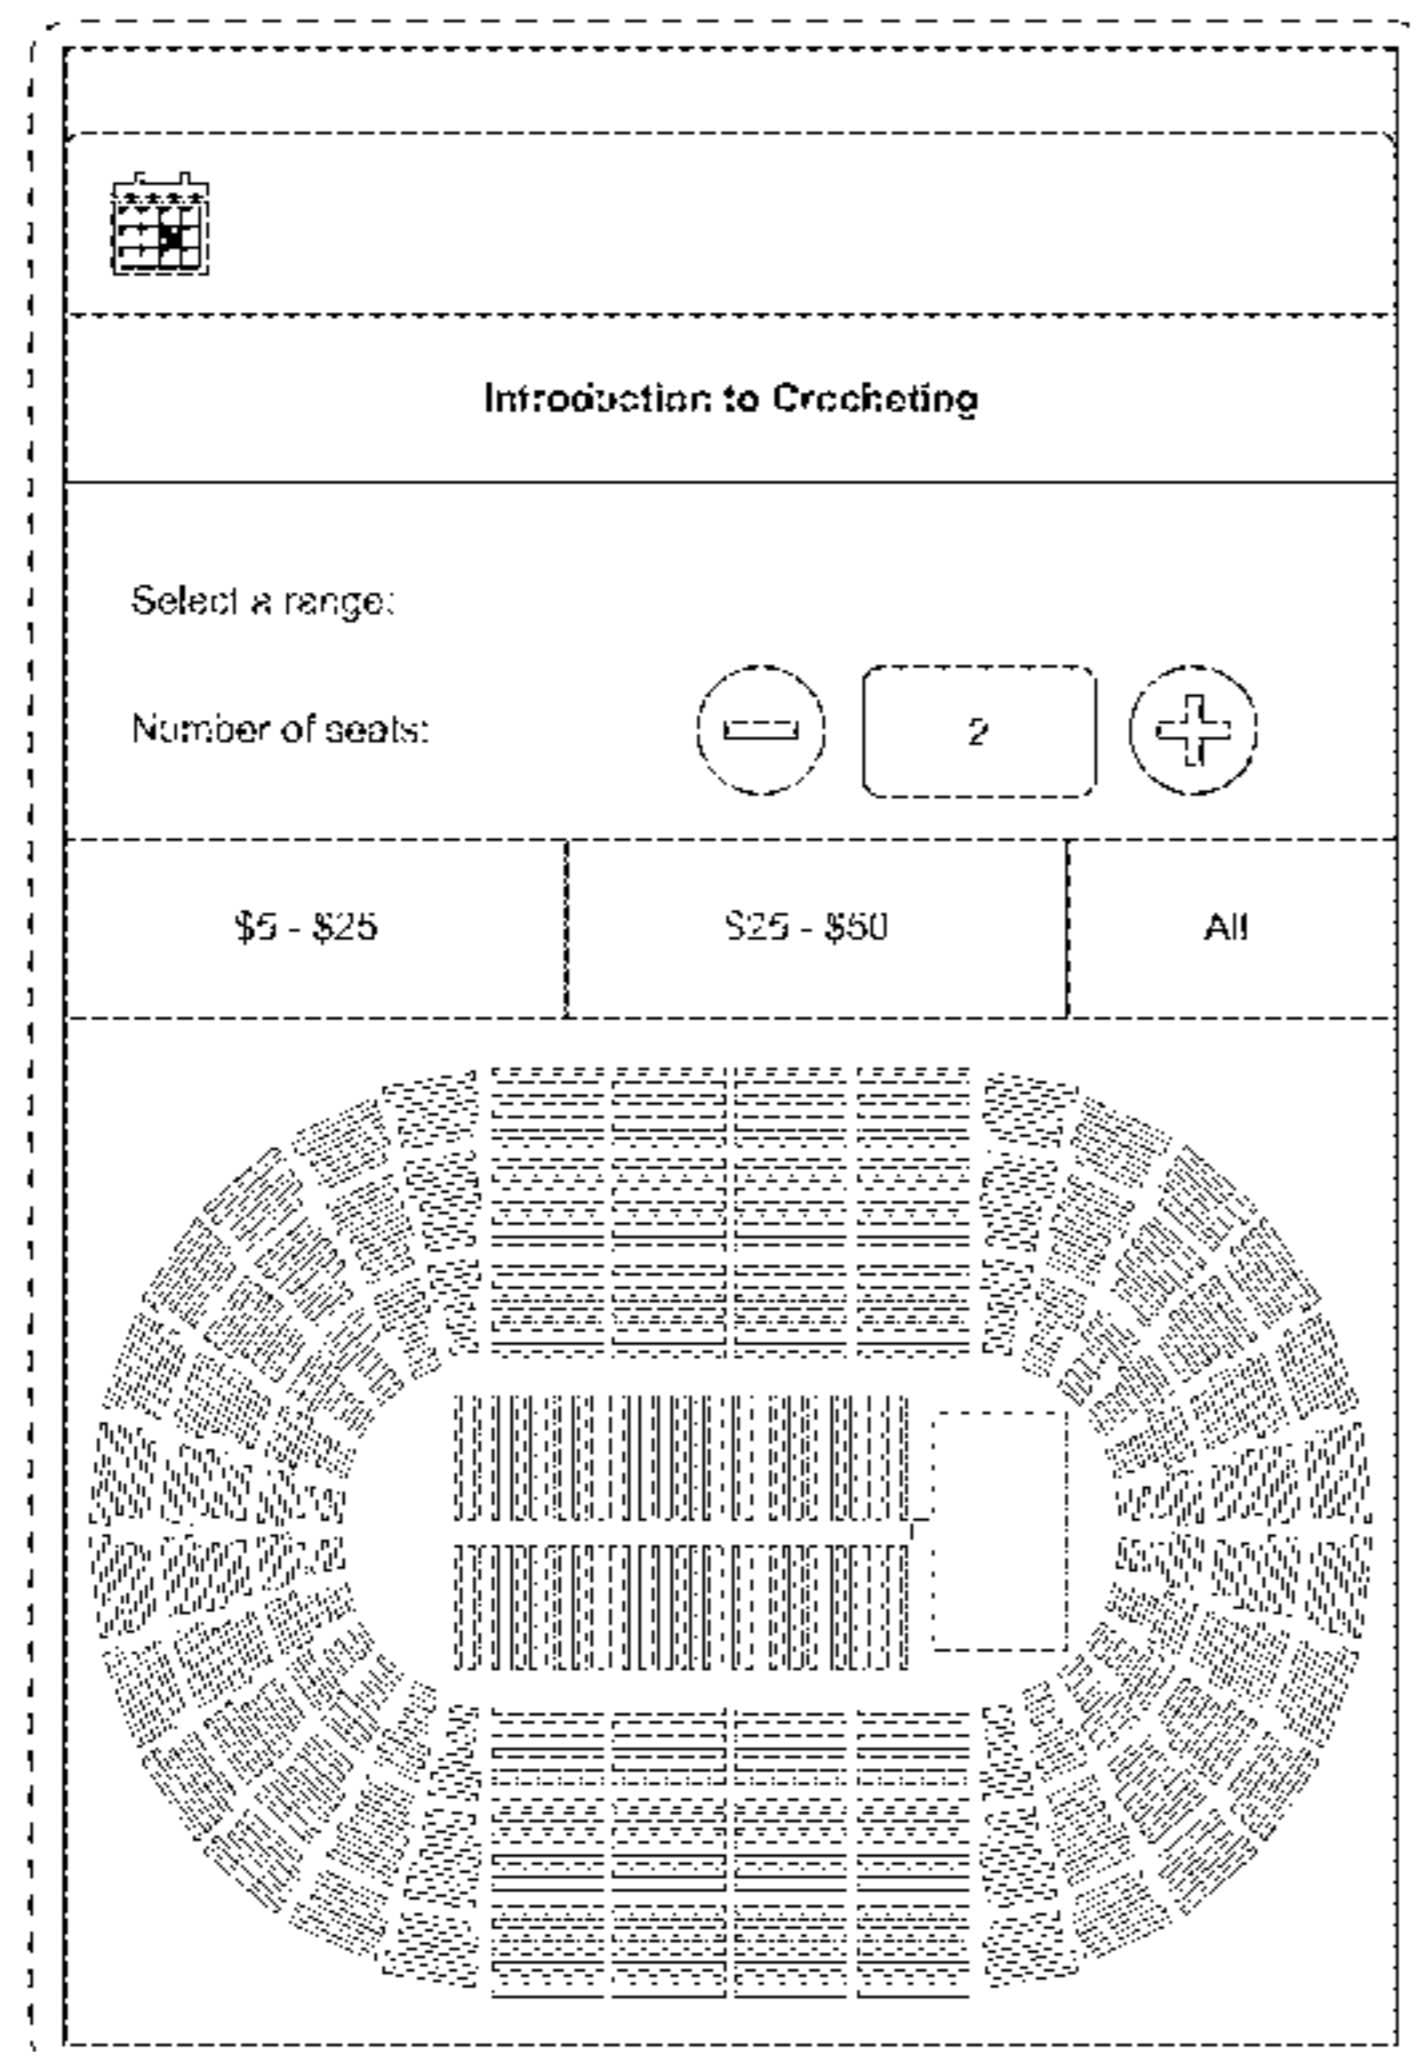 Introduction to Crocheting
Select a range:
Number of seats:
2
$5 - $25
$25 - $50
All